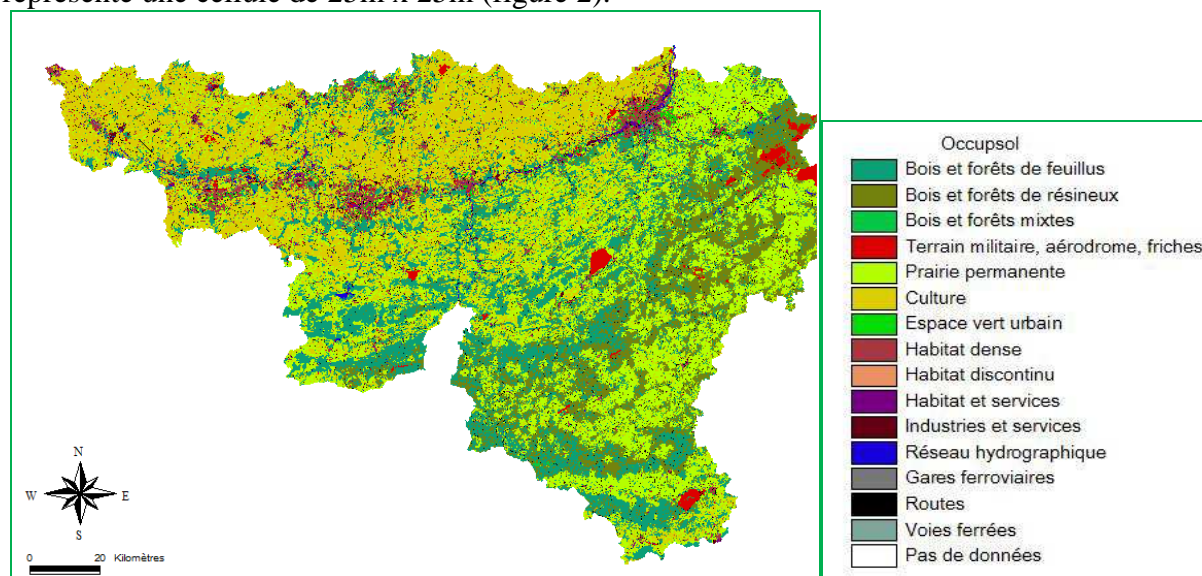 représente une cellule de 25m x 25m (figure 2).
Occupsol
Bois et forêts de feuillus
Bois et forêts de résineux
Bois et forêts mixtes
Terrain militaire, aérodrome, friches
Prairie permanente
Culture
Espace vert urbain
Habitat dense
Habitat discontinu
Habitat et services
Industries et services
Réseau hydrographique
Gares ferroviaires
Routes
Voies ferrées
Pas de données
N
W E
S
0 20 Kilomètres